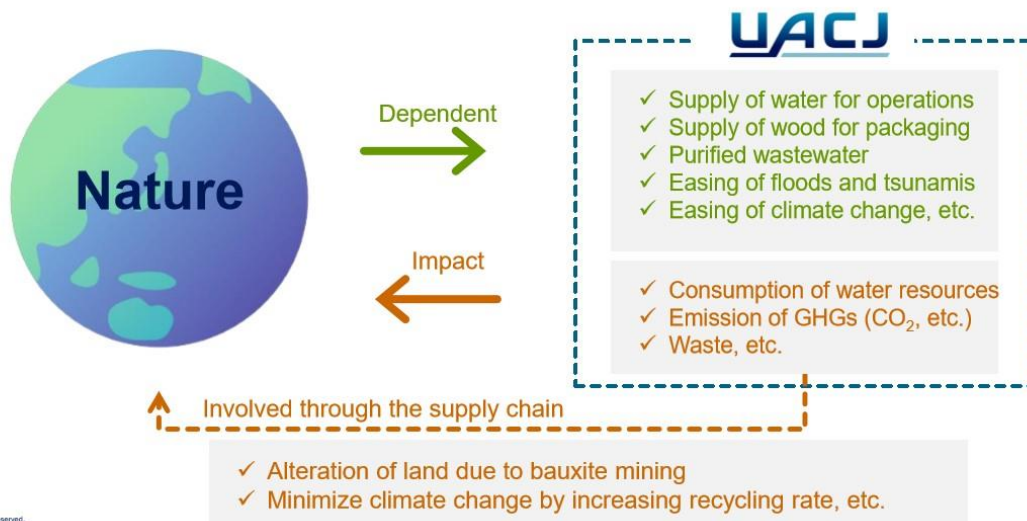 UACJ
Nature
Dependent
✓ Supply of water for operations
✓ Supply of wood for packaging
✓ Purified wastewater
✓ Easing of floods and tsunamis
✓ Easing of climate change, etc.
Impact
✓ Consumption of water resources
✓ Emission of GHGs (CO₂, etc.)
✓ Waste, etc.
Involved through the supply chain
✓ Alteration of land due to bauxite mining
✓ Minimize climate change by increasing recycling rate, etc.
served.